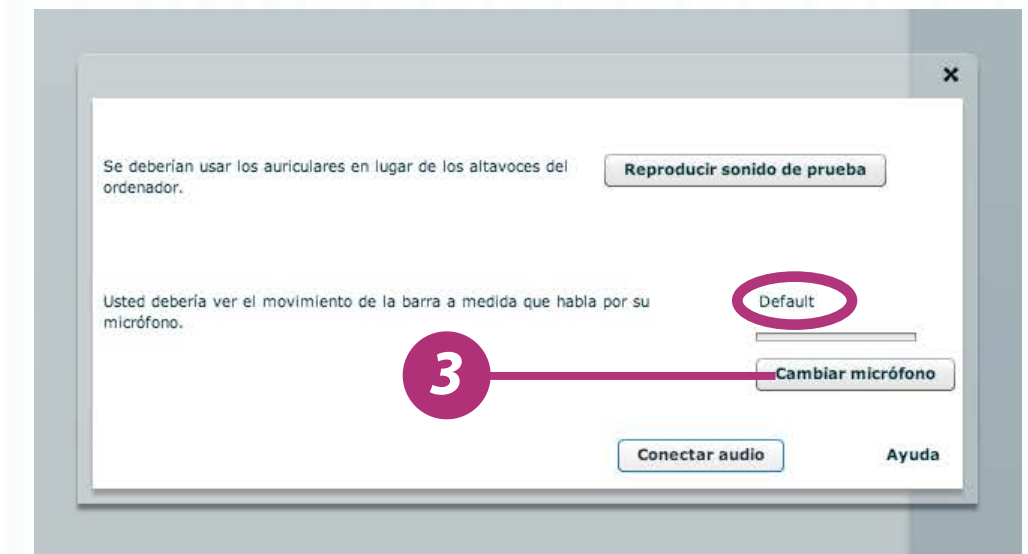 ×
Se deberían usar los auriculares en lugar de los altavoces del
ordenador.
Reproducir sonido de prueba
Usted debería ver el movimiento de la barra a medida que habla por su
micrófono.
Default
3
Cambiar micrófono
Conectar audio
Ayuda